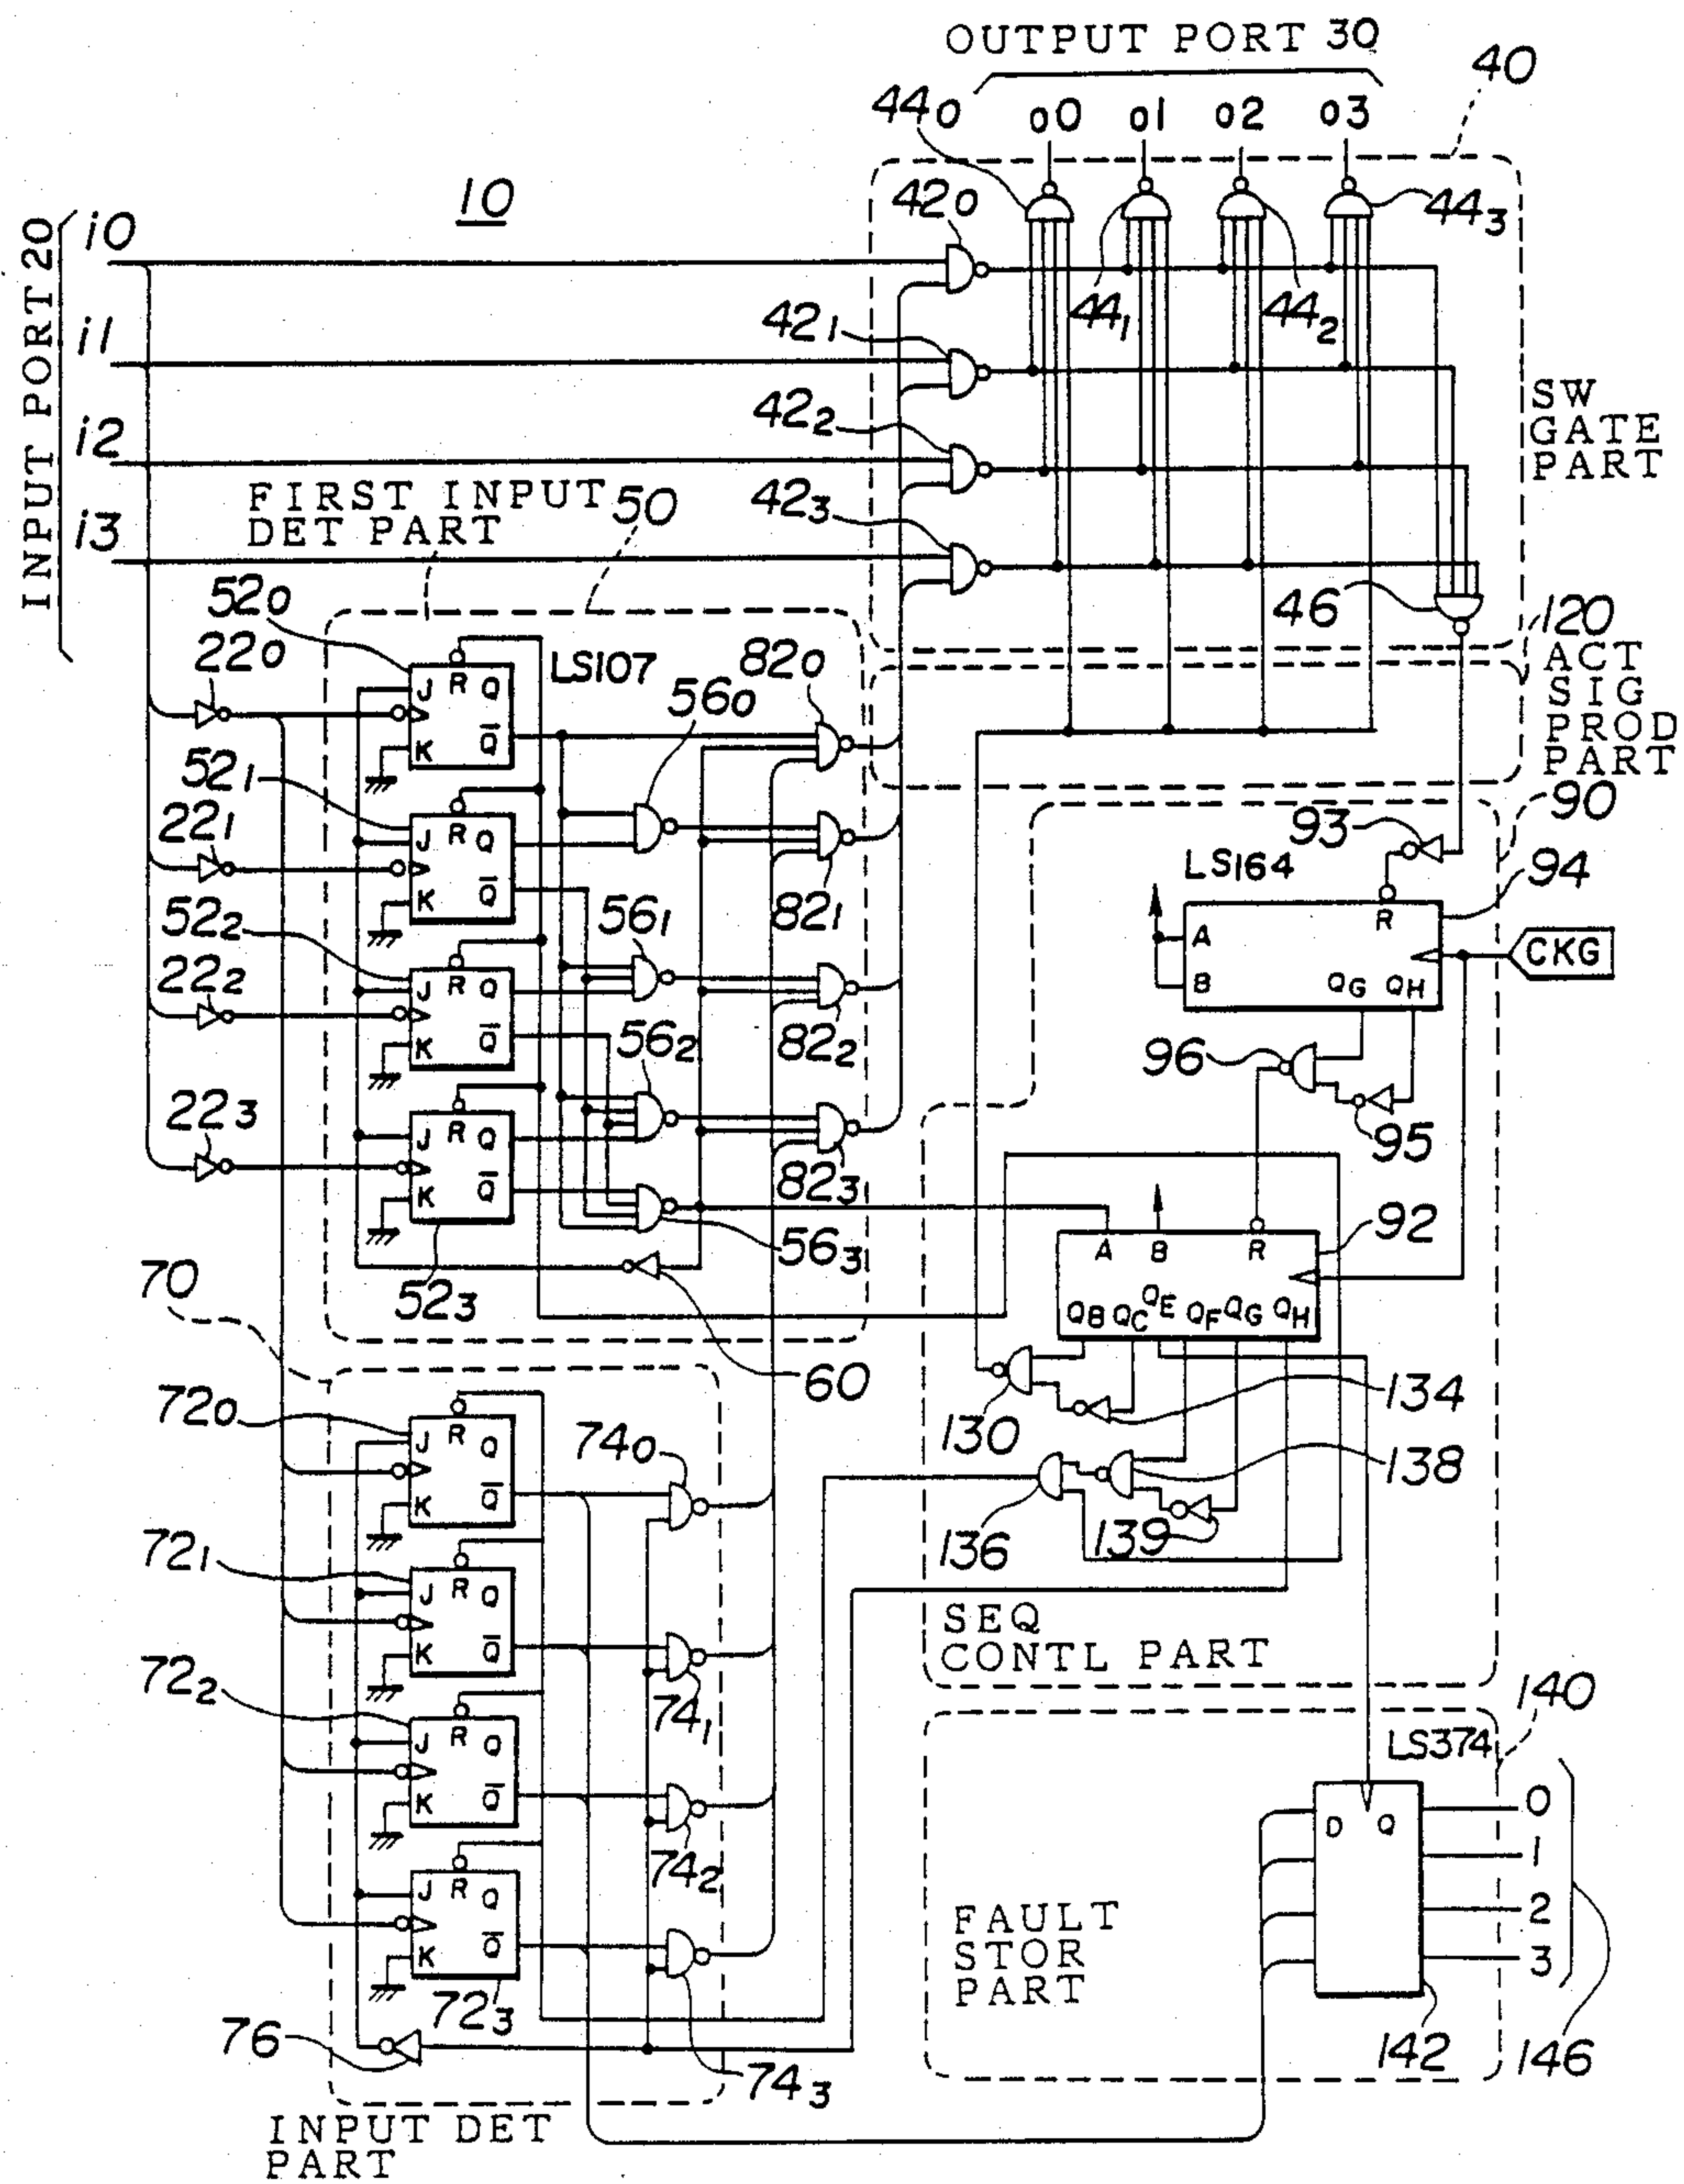 OUTPUT PORT 30
40
44₀ o0 o1 o2 o3
10
42₀
44₃
INPUT PORT 20
i0
44₁ 44₂
42₁
i1
SW
GATE
PART
42₂
i2
FIRST INPUT
DET PART
50
42₃
i3
46
52₀
120
ACT
SIG
PROD
PART
22₀
LS107
82₀
56₀
J R Q
K Q̅
52₁
22₁
J R Q
K Q̅
82₁
90
93
LS164
94
R
A
B
QG QH
CKG
52₂
56₁
22₂
J R Q
K Q̅
82₂
56₂
96
95
22₃
J R Q
K Q̅
82₃
56₃
52₃
92
A B R
QB QC QE QF QG QH
60
70
130
134
72₀
J R Q
K Q̅
74₀
138
136
139
72₁
J R Q
K Q̅
74₁
SEQ
CONTL PART
72₂
J R Q
K Q̅
74₂
140
LS374
D Q
0
1
2
3
J R Q
K Q̅
72₃
FAULT
STOR
PART
76
74₃
142
146
INPUT DET
PART